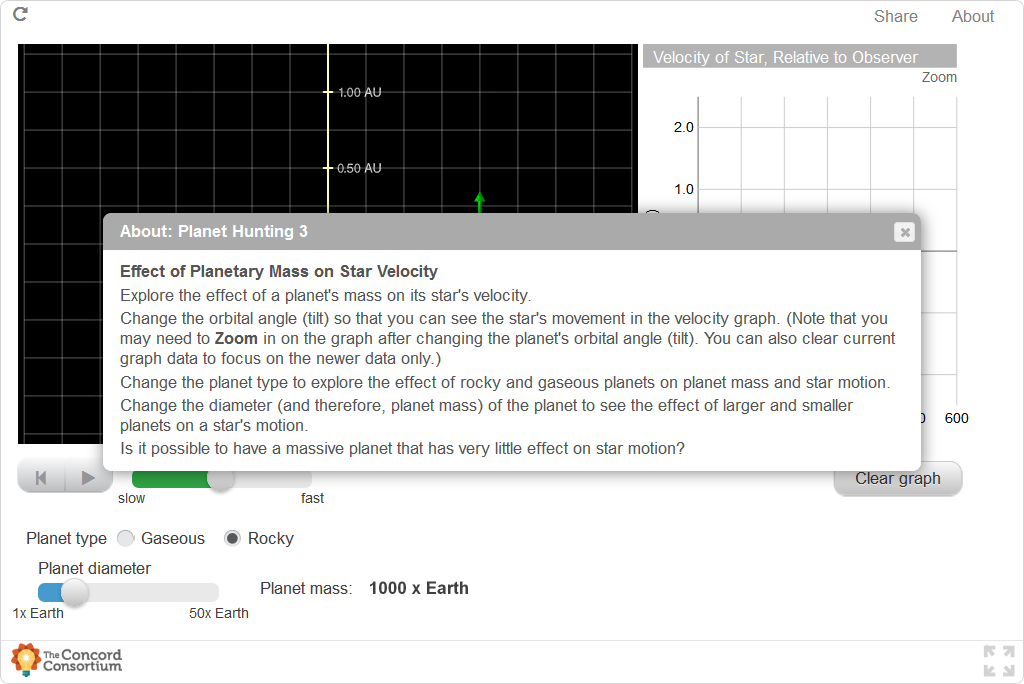 Share About
Velocity of Star, Relative to Observer
Zoom
1.00 AU
0.50 AU
2.0
1.0
About: Planet Hunting 3
Effect of Planetary Mass on Star Velocity
Explore the effect of a planet's mass on its star's velocity.
Change the orbital angle (tilt) so that you can see the star's movement in the velocity graph. (Note that you
may need to Zoom in on the graph after changing the planet's orbital angle (tilt). You can also clear current
graph data to focus on the newer data only.)
Change the planet type to explore the effect of rocky and gaseous planets on planet mass and star motion.
Change the diameter (and therefore, planet mass) of the planet to see the effect of larger and smaller
planets on a star's motion.
Is it possible to have a massive planet that has very little effect on star motion?
600
slow fast
Clear graph
Planet type Gaseous Rocky
Planet diameter
Planet mass: 1000 x Earth
1x Earth 50x Earth
The Concord
Consortium